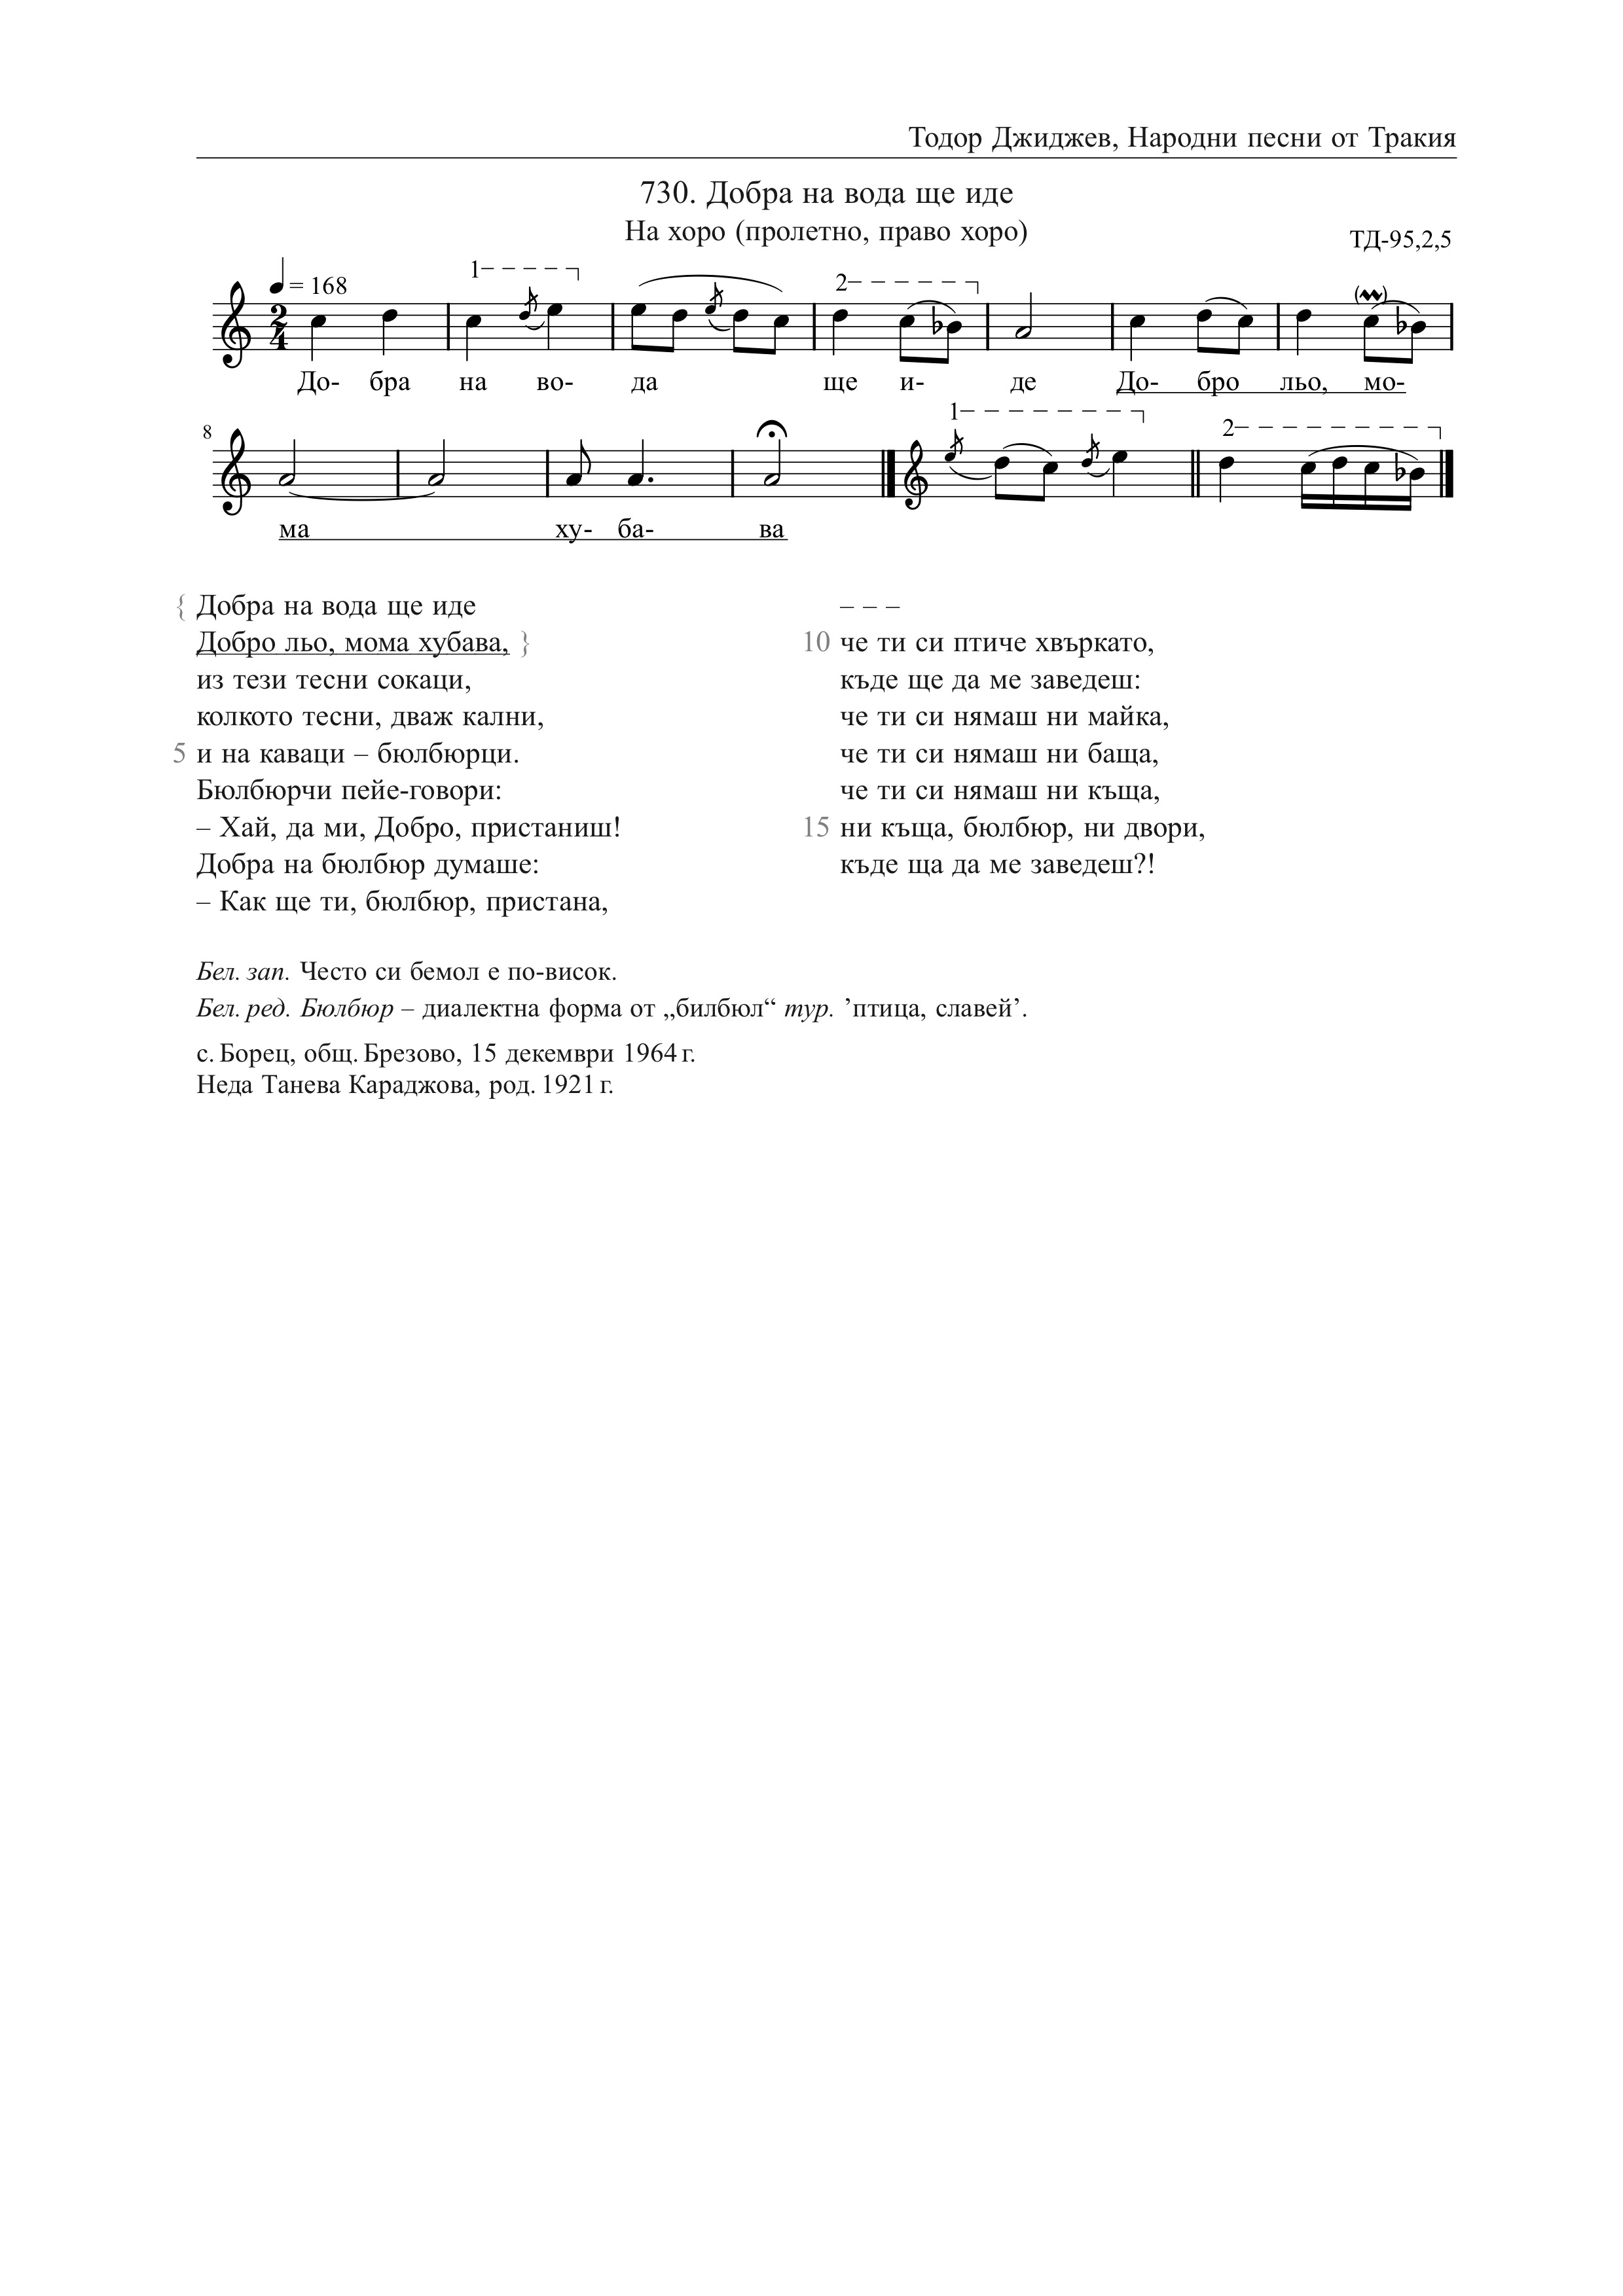 Тодор Джиджев, Народни песни от Тракия
730. Добра на вода ще иде
На хоро (пролетно, право хоро)
ТД-95,2,5
= 168
1
2
До- бра на во- да ще и- де До- бро льо, мо-
8
1
2
ма ху- ба- ва
{ Добра на вода ще иде
Добро льо, мома хубава, }
из тези тесни сокаци,
колкото тесни, дваж кални,
5 и на каваци – бюлбюрци.
Бюлбюрчи пейе-говори:
– Хай, да ми, Добро, пристаниш!
Добра на бюлбюр думаше:
– Как ще ти, бюлбюр, пристана,
– – –
10 че ти си птиче хвъркато,
къде ще да ме заведеш:
че ти си нямаш ни майка,
че ти си нямаш ни баща,
че ти си нямаш ни къща,
15 ни къща, бюлбюр, ни двори,
къде ща да ме заведеш?!
Бел. зап. Често си бемол е по-висок.
Бел. ред. Бюлбюр – диалектна форма от „билбюл“ тур. ’птица, славей’.
с. Борец, общ. Брезово, 15 декември 1964 г.
Неда Танева Караджова, род. 1921 г.